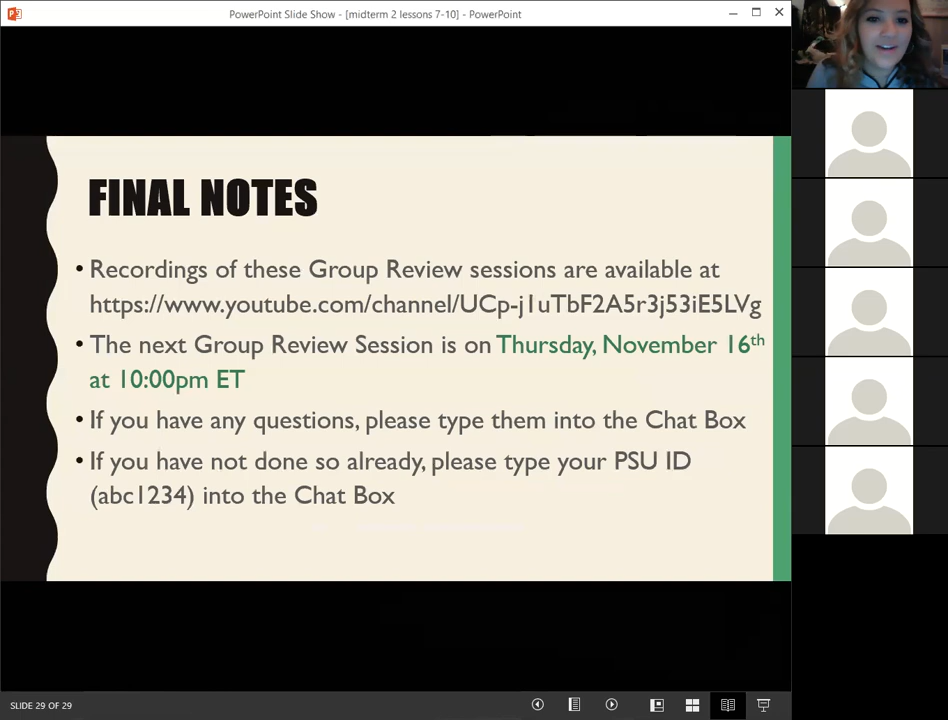 PowerPoint Slide Show - [midterm 2 lessons 7-10] - PowerPoint
FINAL NOTES
• Recordings of these Group Review sessions are available at
https://www.youtube.com/channel/UCp-j1uTbF2A5r3j53iE5LVg
• The next Group Review Session is on Thursday, November 16th
at 10:00pm ET
• If you have any questions, please type them into the Chat Box
• If you have not done so already, please type your PSU ID
(abc1234) into the Chat Box
SLIDE 29 OF 29